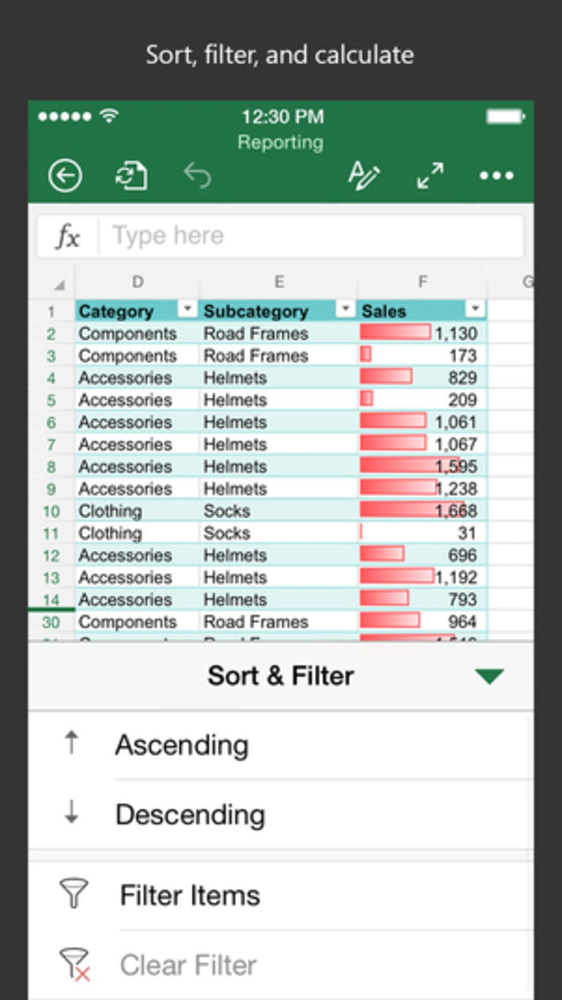 Sort, filter, and calculate
12:30 PM
Reporting
fx Type here
D E F G
1 Category Subcategory Sales
2 Components Road Frames 1,130
3 Components Road Frames 173
4 Accessories Helmets 829
5 Accessories Helmets 209
6 Accessories Helmets 1,061
7 Accessories Helmets 1,067
8 Accessories Helmets 1,595
9 Accessories Helmets 1,238
10 Clothing Socks 1,668
11 Clothing Socks 31
12 Accessories Helmets 696
13 Accessories Helmets 1,192
14 Accessories Helmets 793
30 Components Road Frames 964
Sort & Filter
Ascending
Descending
Filter Items
Clear Filter